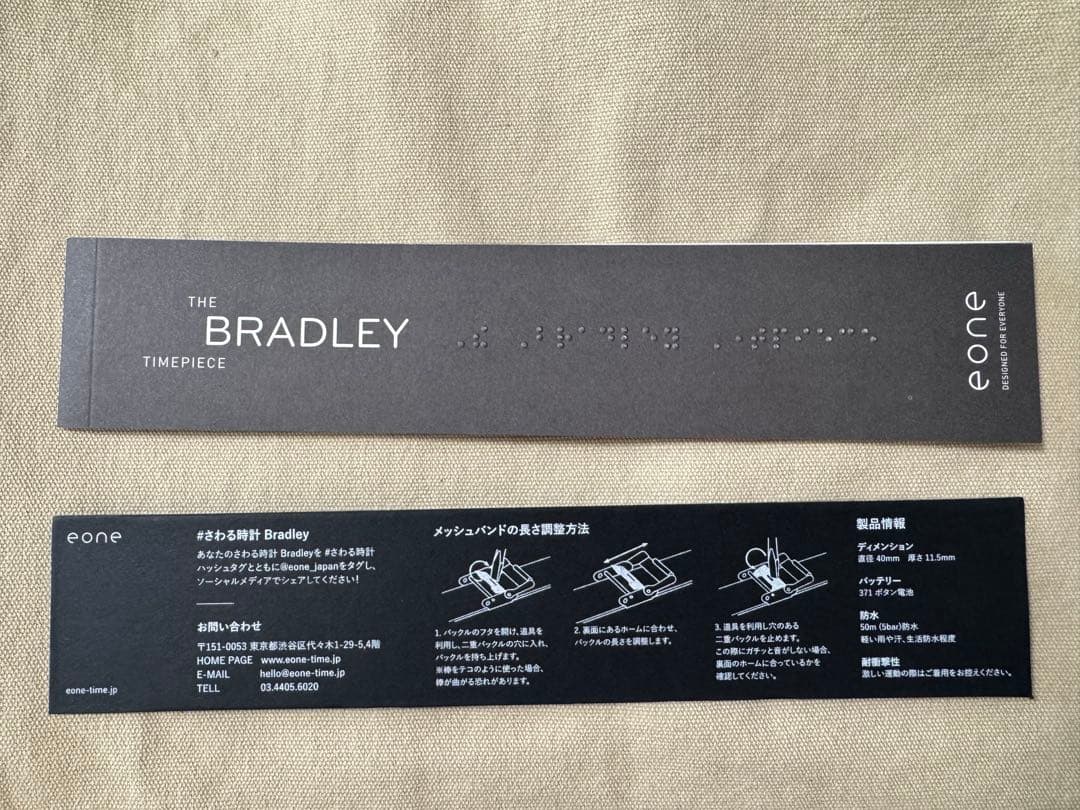 THE
BRADLEY
TIMEPIECE
eone
DESIGNED FOR EVERYONE
eone
eone-time.jp
#さわる時計 Bradley
あなたのさわる時計 Bradleyを #さわる時計
ハッシュタグとともに@eone_japanをタグし、
ソーシャルメディアでシェアしてください!
お問い合わせ
〒151-0053 東京都渋谷区代々木1-29-5,4階
HOME PAGE www.eone-time.jp
E-MAIL hello@eone-time.jp
TELL 03.4405.6020
メッシュバンドの長さ調整方法
1. バックルのフタを開け、道具を
利用し、二重バックルの穴に入れ、
バックルを持ち上げます。
※棒をテコのように使った場合、
棒が曲がる恐れがあります。
2. 裏面にあるホームに合わせ、
バックルの長さを調整します。
3. 道具を利用し穴のある
二重バックルを止めます。
この際にガチッと音がしない場合、
裏面のホームに合っているかを
確認してください。
製品情報
ディメンション
直径 40mm 厚さ 11.5mm
バッテリー
371 ボタン電池
防水
50m (5bar)防水
軽い雨や汗、生活防水程度
耐衝撃性
激しい運動の際はご着用をお控えください。